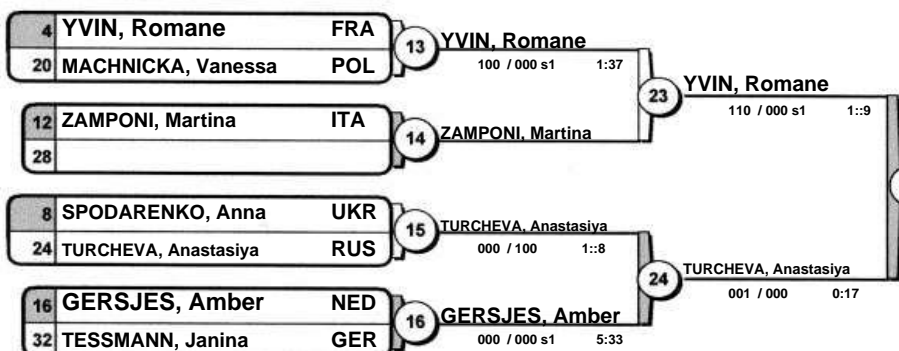 4 YVIN, Romane FRA
20 MACHNICKA, Vanessa POL
13
YVIN, Romane
100 / 000 s1 1:37
12 ZAMPONI, Martina ITA
28
14
ZAMPONI, Martina
23
YVIN, Romane
110 / 000 s1 1::9
8 SPODARENKO, Anna UKR
24 TURCHEVA, Anastasiya RUS
15
TURCHEVA, Anastasiya
000 / 100 1::8
16 GERSJES, Amber NED
32 TESSMANN, Janina GER
16
GERSJES, Amber
000 / 000 s1 5:33
24
TURCHEVA, Anastasiya
001 / 000 0:17